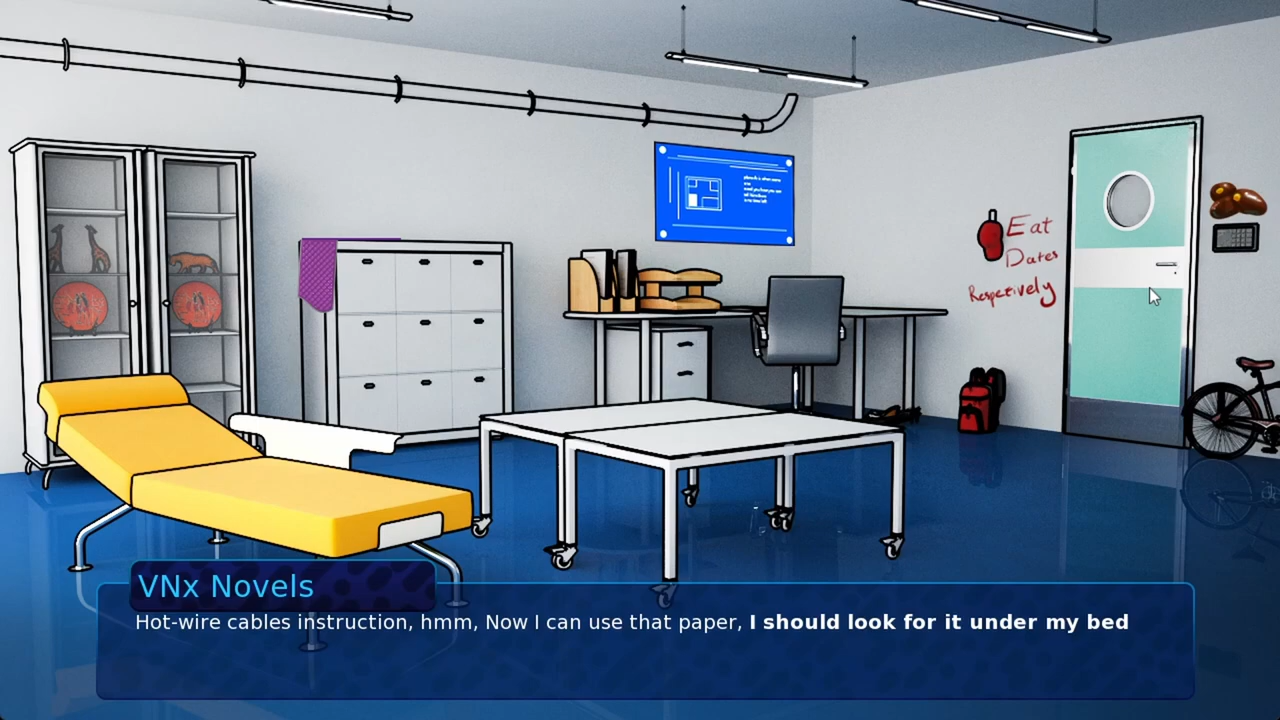 Eat
Dates
Respetively
VNx Novels
Hot-wire cables instruction, hmm, Now I can use that paper, I should look for it under my bed